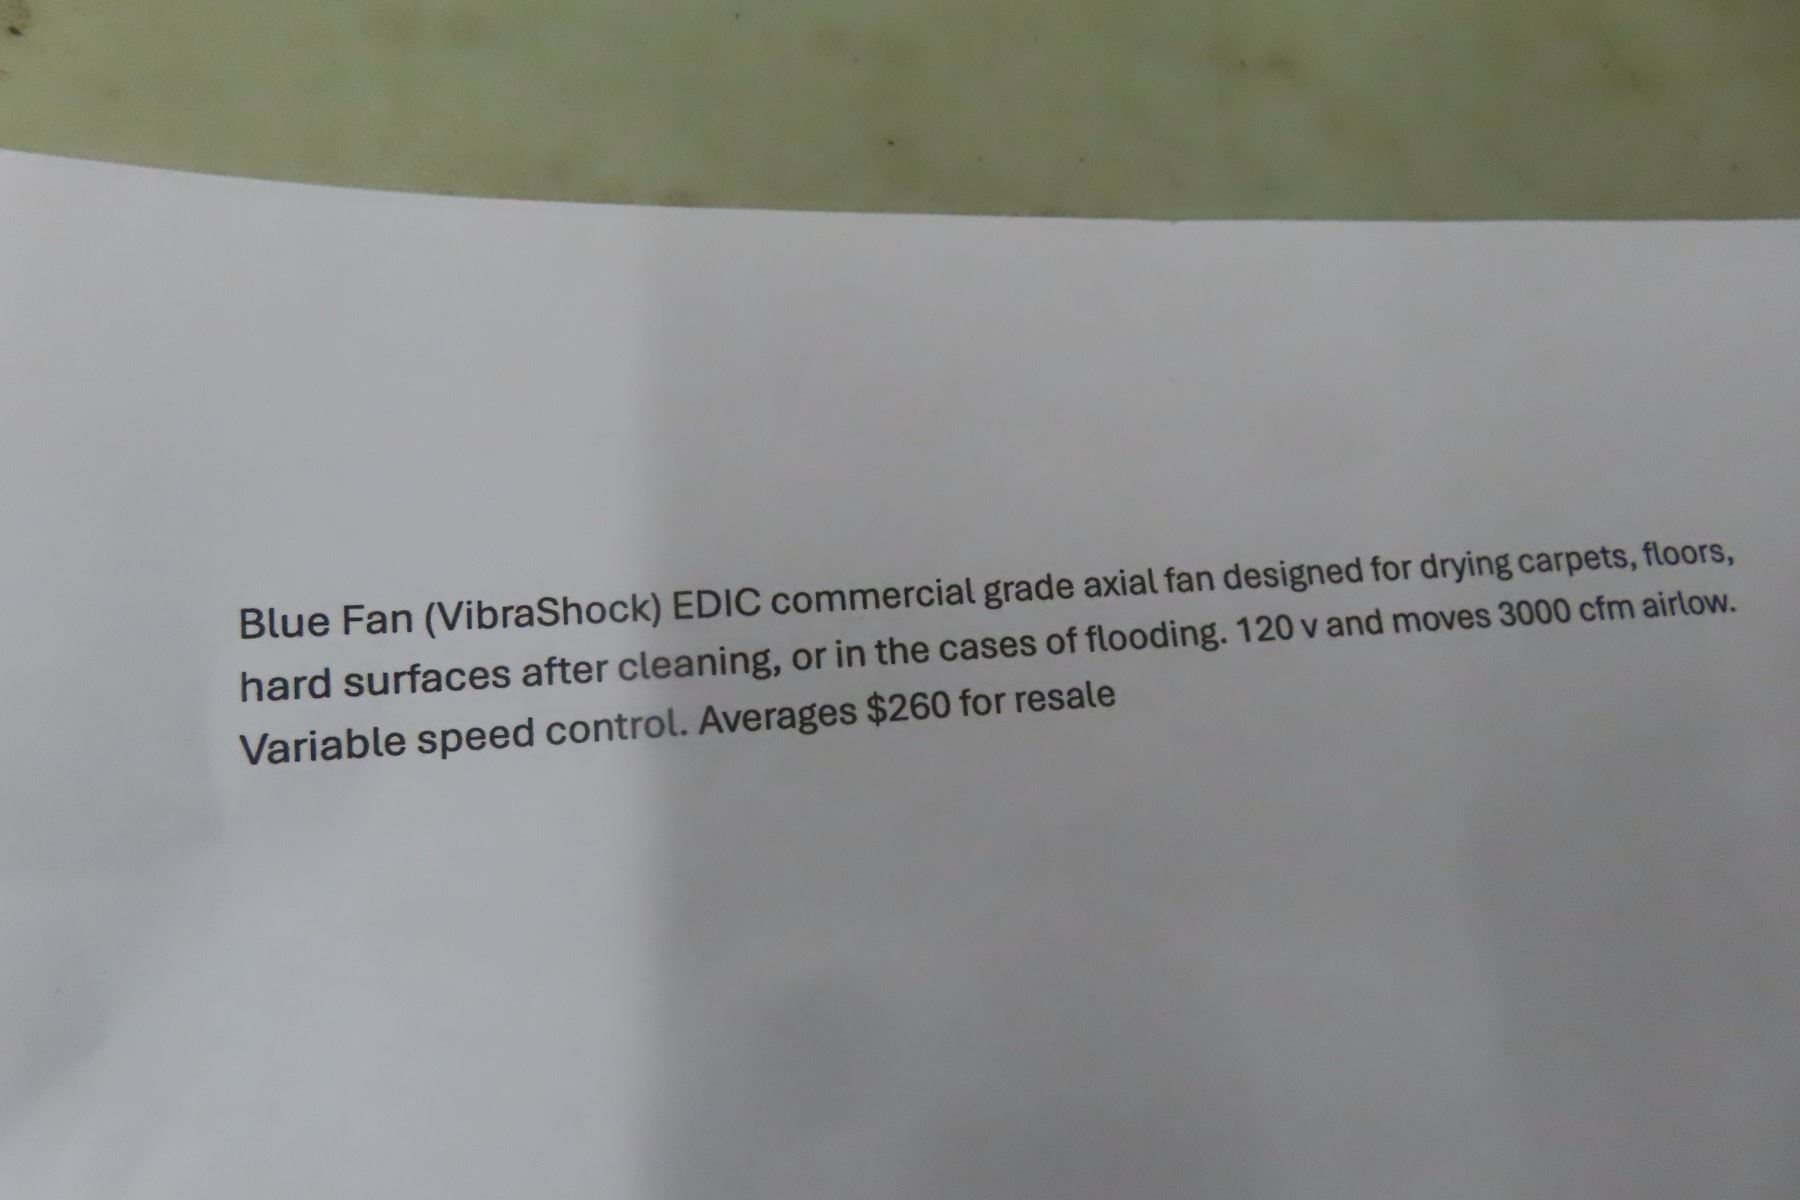 Blue Fan (VibraShock) EDIC commercial grade axial fan designed for drying carpets, floors,
hard surfaces after cleaning, or in the cases of flooding. 120 v and moves 3000 cfm airlow.
Variable speed control. Averages $260 for resale